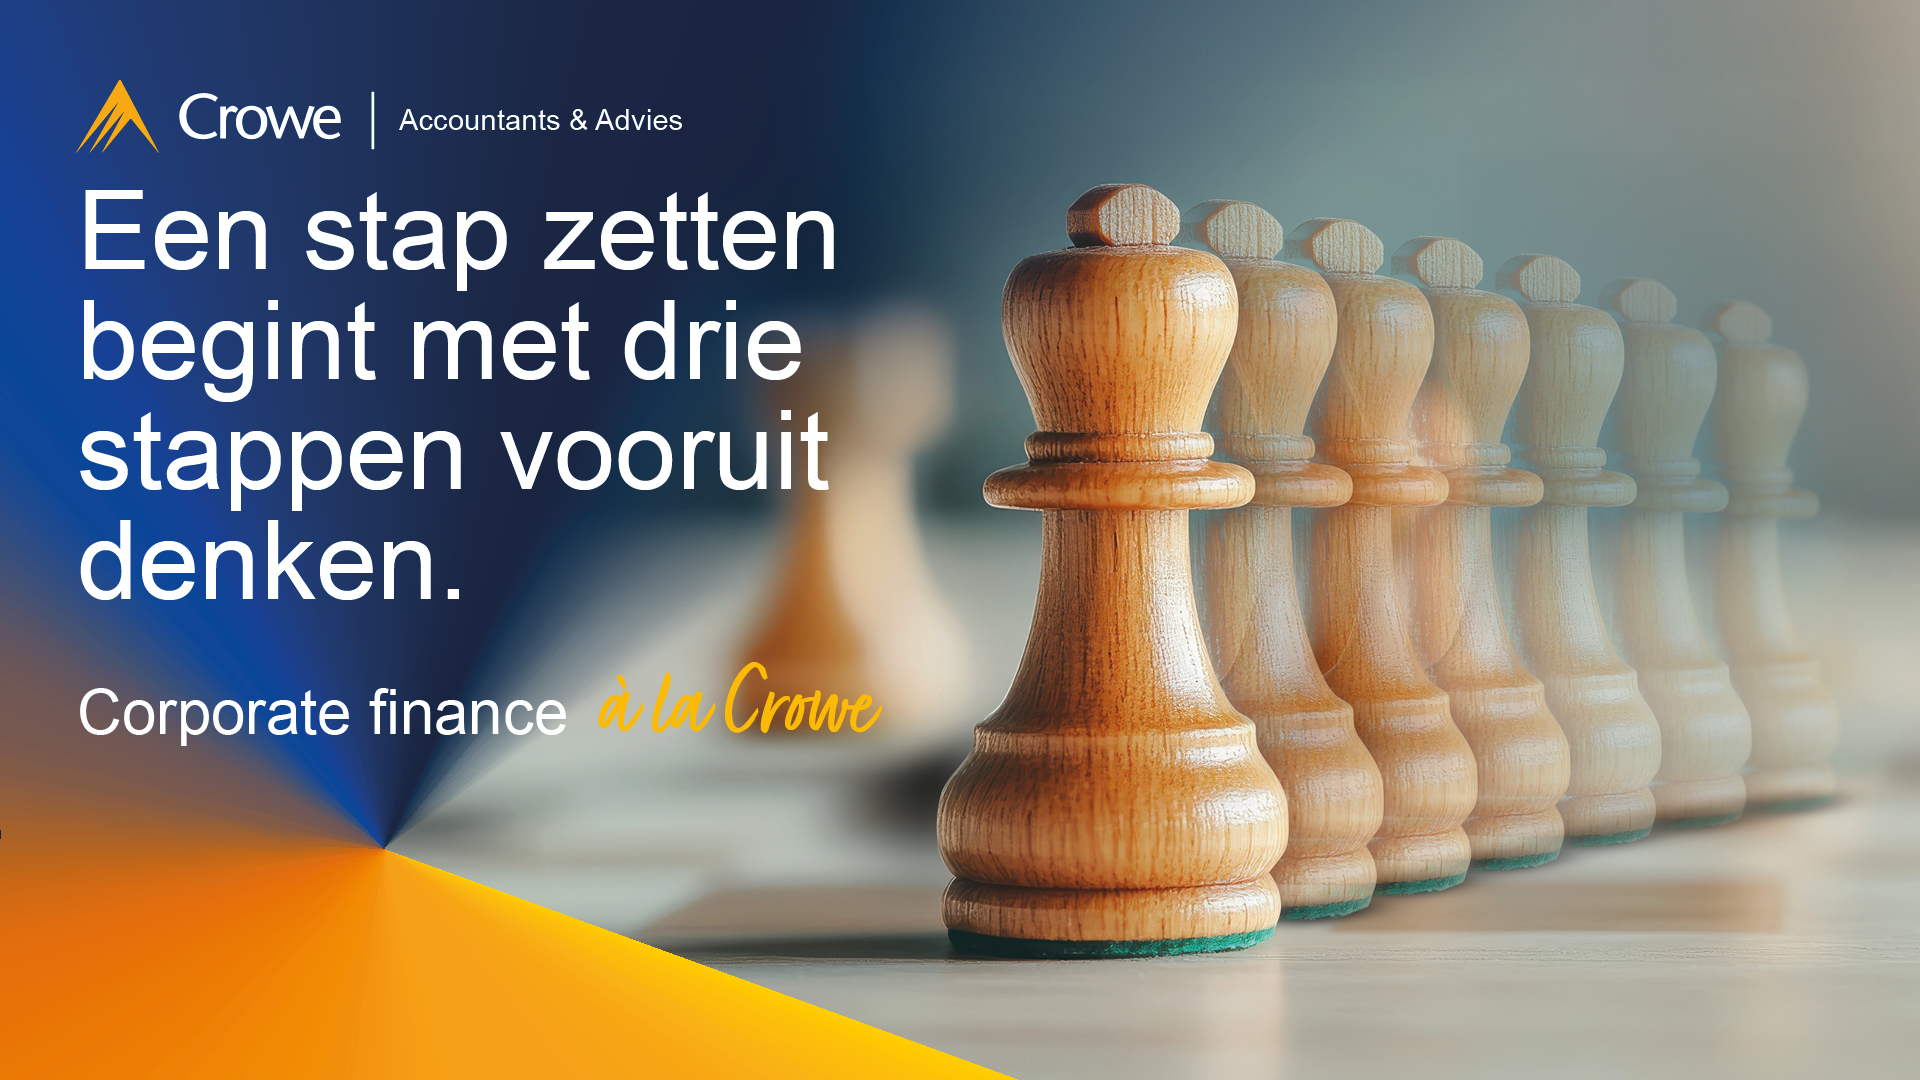 Crowe | Accountants & Advies
Een stap zetten
begint met drie
stappen vooruit
denken.
Corporate finance à la Crowe